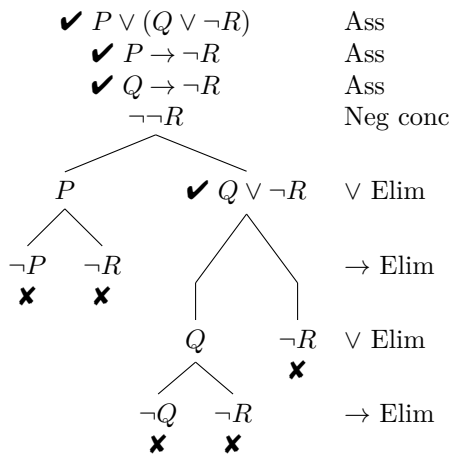 ✔ P ∨ (Q ∨ ¬R) Ass
✔ P → ¬R Ass
✔ Q → ¬R Ass
¬¬R Neg conc
P ✔ Q ∨ ¬R ∨ Elim
¬P ¬R → Elim
✘ ✘
Q ¬R ∨ Elim
✘
¬Q ¬R → Elim
✘ ✘